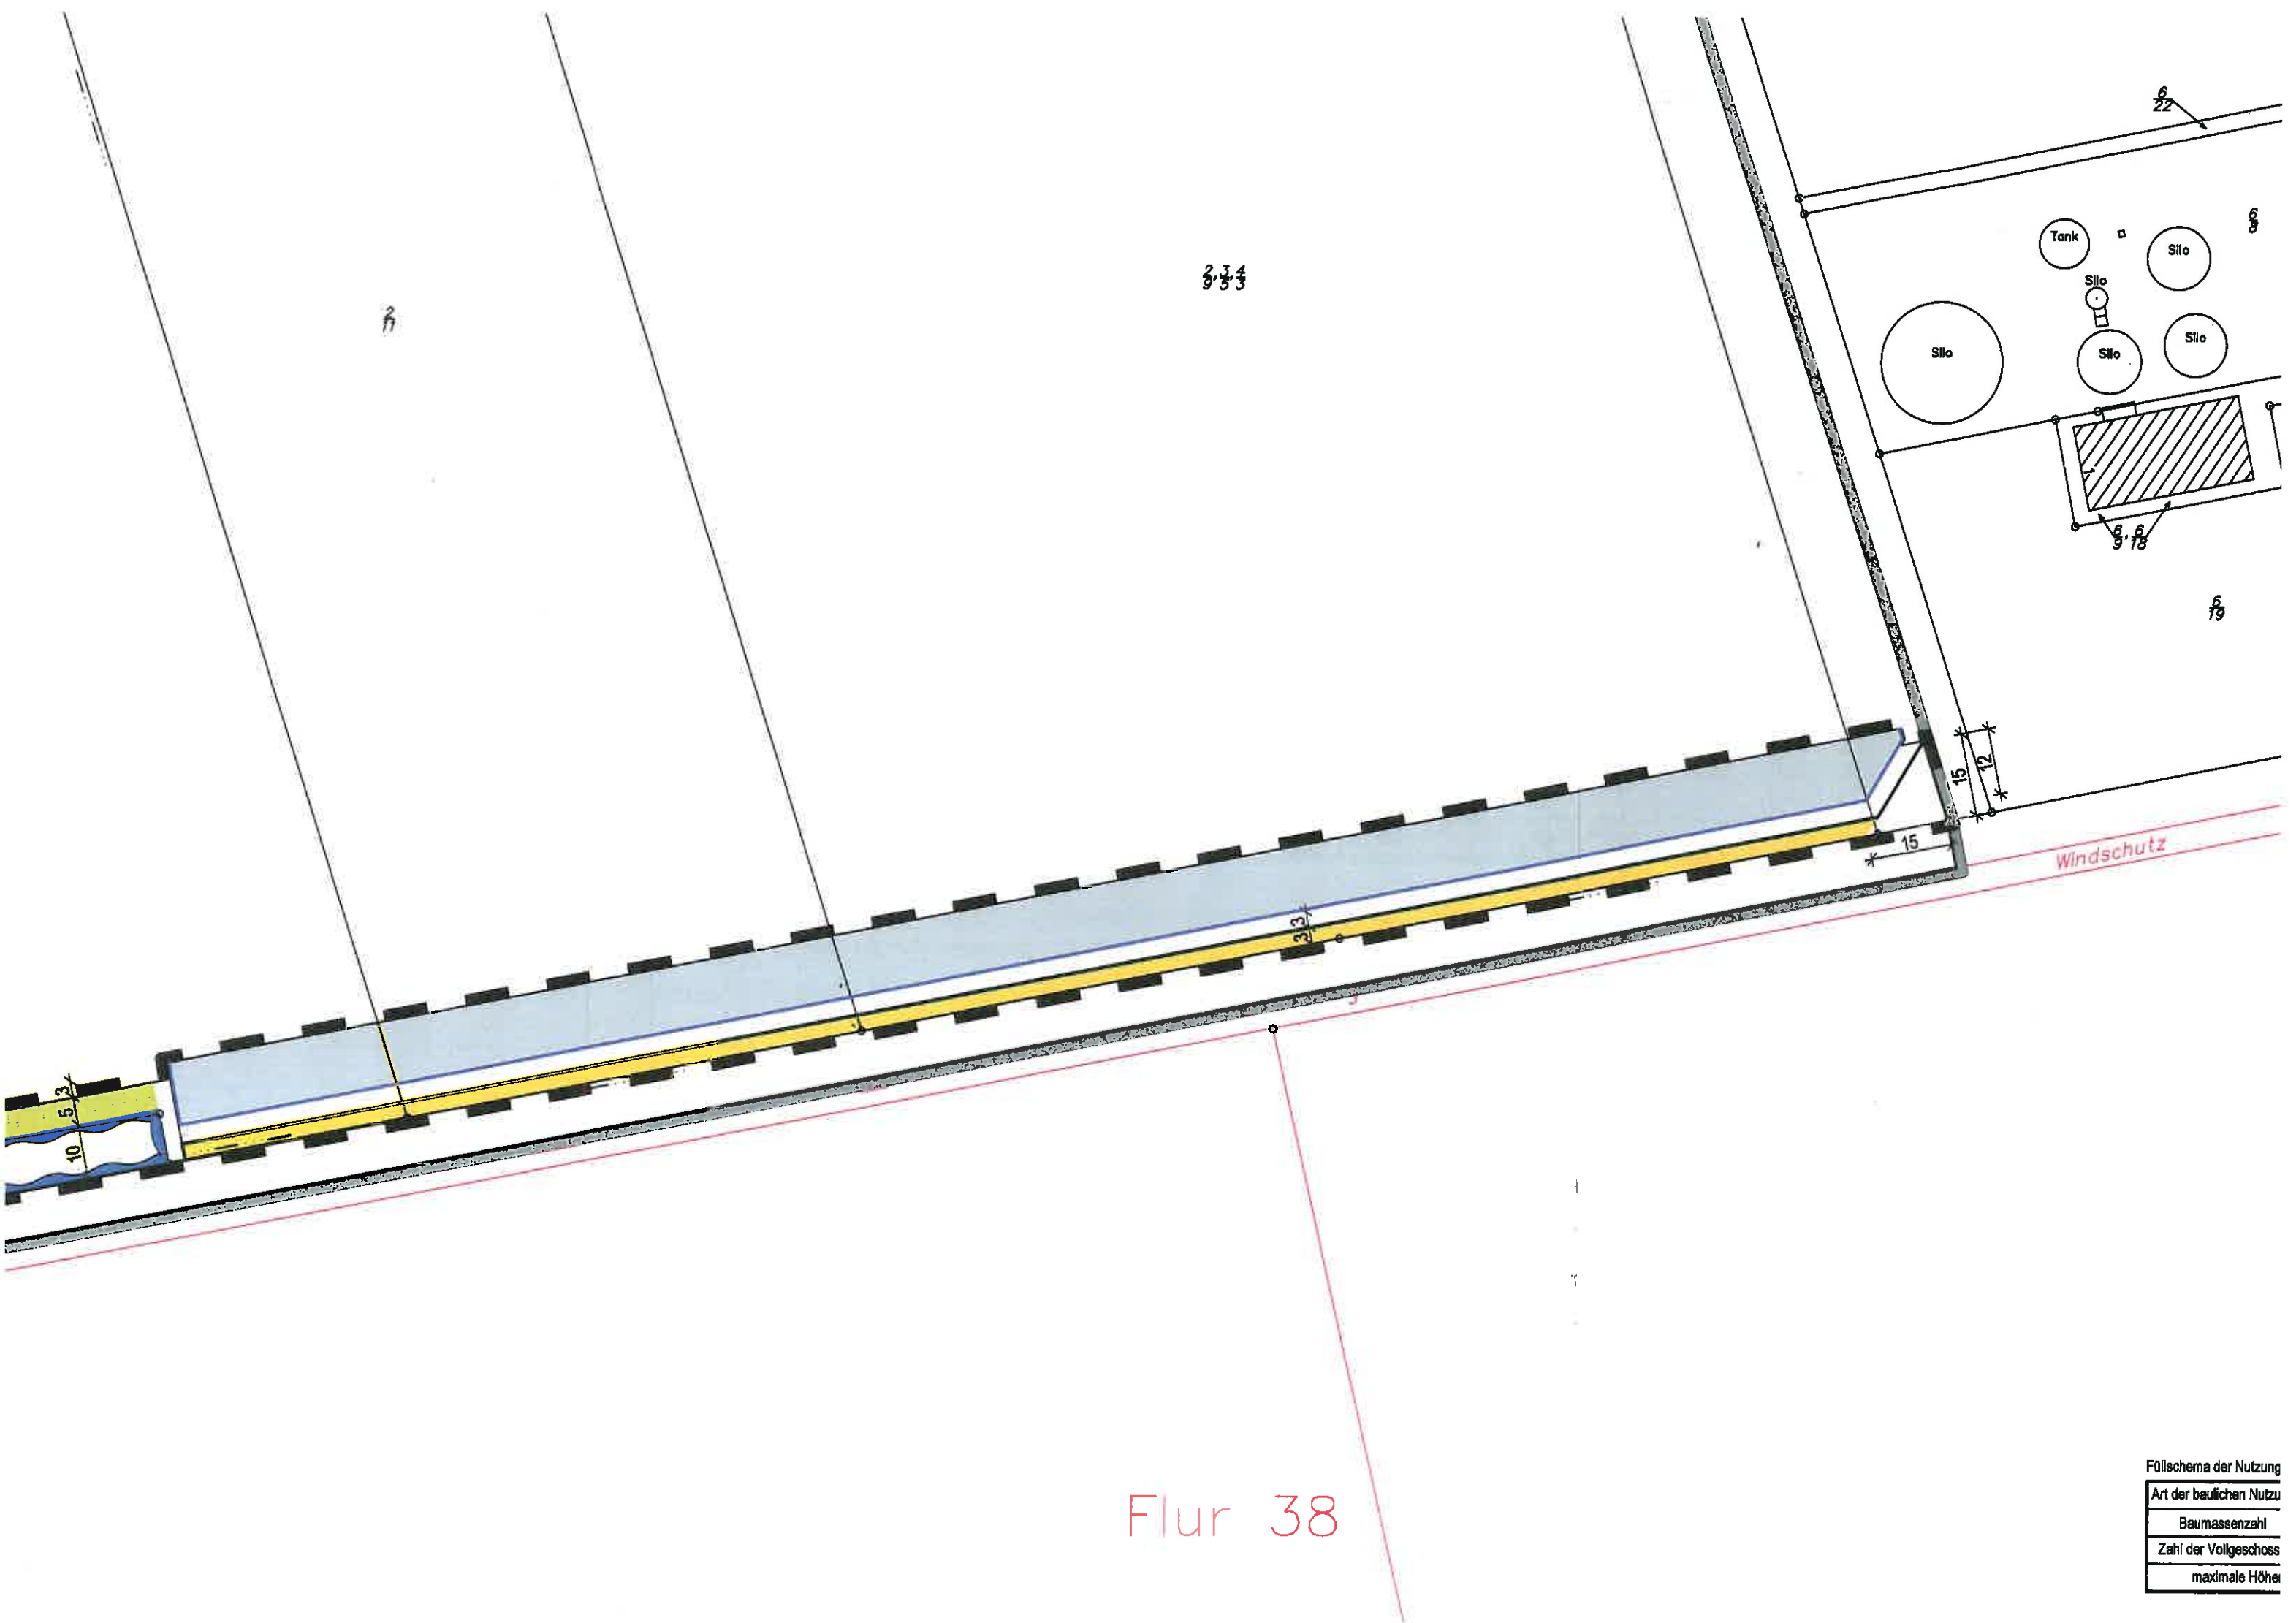 6
22
6
8
Tank
Silo
Silo
Silo
Silo
Silo
2 3 4
9, 5, 3
2
11
1
6 6
9, 18
6
19
15
12
15
Windschutz
3
3
3
5
10
Flur 38
Füllschema der Nutzung
Art der baulichen Nutzu
Baumassenzahl
Zahl der Vollgeschoss
maximale Höhe